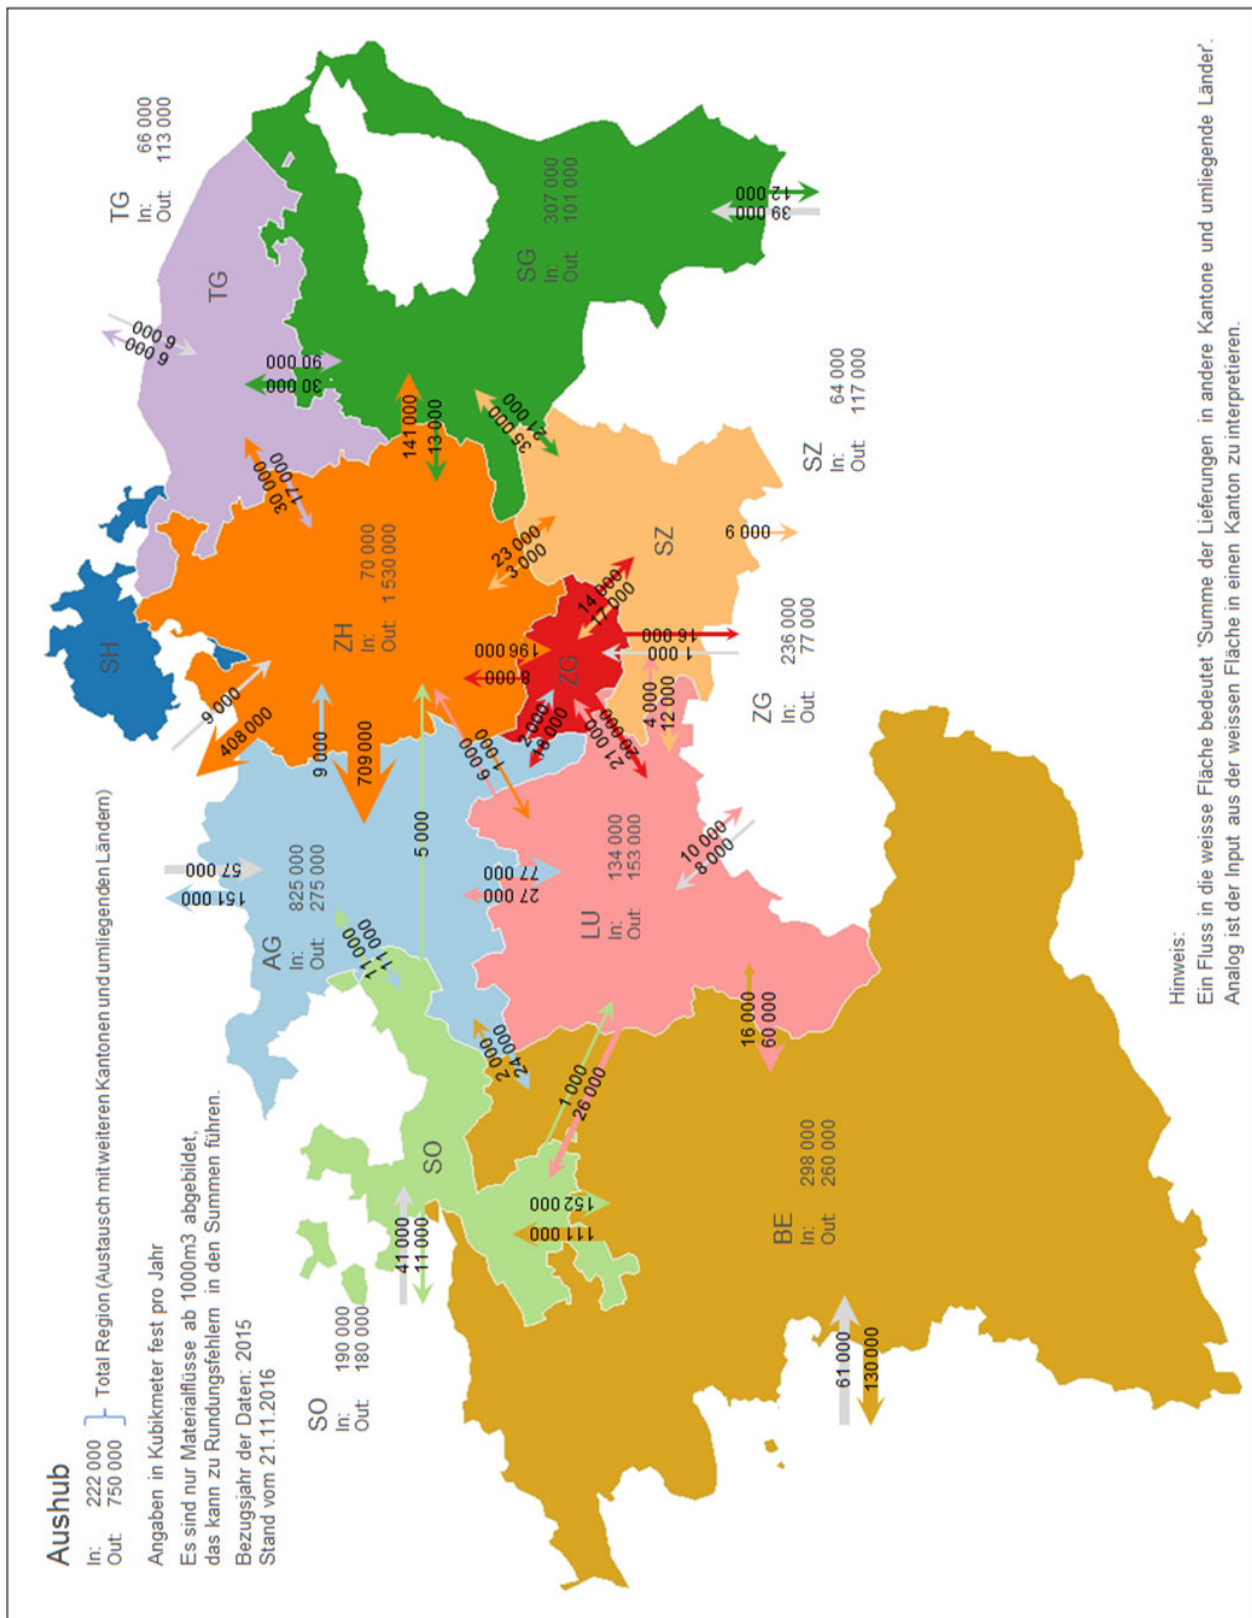 Aushub
In: 222 000
Out: 750 000
Total Region (Austausch mit weiteren Kantonen und umliegenden Ländern)
Angaben in Kubikmeter fest pro Jahr
Es sind nur Materialflüsse ab 1000m3 abgebildet,
das kann zu Rundungsfehlern in den Summen führen.
Bezugsjahr der Daten: 2015
Stand vom 21.11.2016
SO
In: 190 000
Out: 180 000
AG
In: 825 000
Out: 275 000
SH
TG
TG
In: 66 000
Out: 113 000
ZH
In: 70 000
Out: 1 530 000
SG
In: 307 000
Out: 101 000
SO
LU
In: 134 000
Out: 153 000
ZG
SZ
BE
In: 298 000
Out: 260 000
ZG
In: 236 000
Out: 77 000
SZ
In: 64 000
Out: 117 000
151 000
57 000
9 000
408 000
6 000
6 000
30 000
90 000
30 000
17 000
9 000
709 000
141 000
13 000
11 000
11 000
5 000
41 000
11 000
2 000
24 000
27 000
77 000
6 000
1 000
8 000
196 000
23 000
3 000
35 000
21 000
2 000
18 000
14 000
17 000
21 000
20 000
4 000
12 000
1 000
16 000
9 000
39 000
12 000
1 000
26 000
111 000
152 000
16 000
60 000
10 000
8 000
61 000
130 000
Hinweis:
Ein Fluss in die weisse Fläche bedeutet "Summe der Lieferungen in andere Kantone und umliegende Länder".
Analog ist der Input aus der weissen Fläche in einen Kanton zu interpretieren.